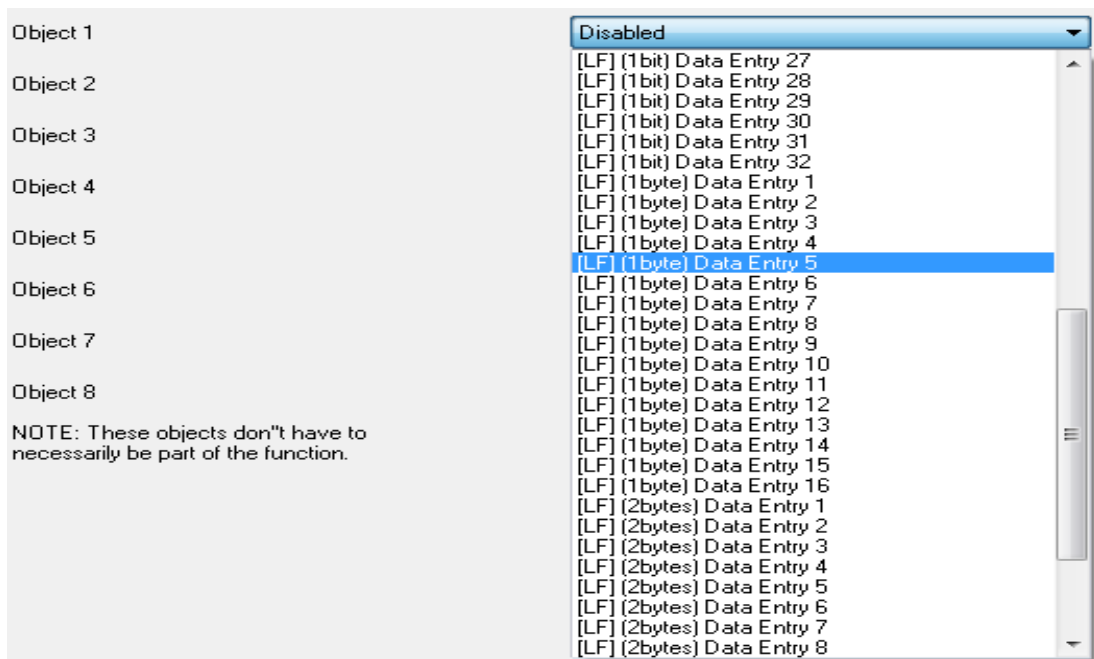 Object 1
Object 2
Object 3
Object 4
Object 5
Object 6
Object 7
Object 8
NOTE: These objects don"t have to
necessarily be part of the function.
Disabled
[LF] (1bit) Data Entry 27
[LF] (1bit) Data Entry 28
[LF] (1bit) Data Entry 29
[LF] (1bit) Data Entry 30
[LF] (1bit) Data Entry 31
[LF] (1bit) Data Entry 32
[LF] (1byte) Data Entry 1
[LF] (1byte) Data Entry 2
[LF] (1byte) Data Entry 3
[LF] (1byte) Data Entry 4
[LF] (1byte) Data Entry 5
[LF] (1byte) Data Entry 6
[LF] (1byte) Data Entry 7
[LF] (1byte) Data Entry 8
[LF] (1byte) Data Entry 9
[LF] (1byte) Data Entry 10
[LF] (1byte) Data Entry 11
[LF] (1byte) Data Entry 12
[LF] (1byte) Data Entry 13
[LF] (1byte) Data Entry 14
[LF] (1byte) Data Entry 15
[LF] (1byte) Data Entry 16
[LF] (2bytes) Data Entry 1
[LF] (2bytes) Data Entry 2
[LF] (2bytes) Data Entry 3
[LF] (2bytes) Data Entry 4
[LF] (2bytes) Data Entry 5
[LF] (2bytes) Data Entry 6
[LF] (2bytes) Data Entry 7
[LF] (2bytes) Data Entry 8